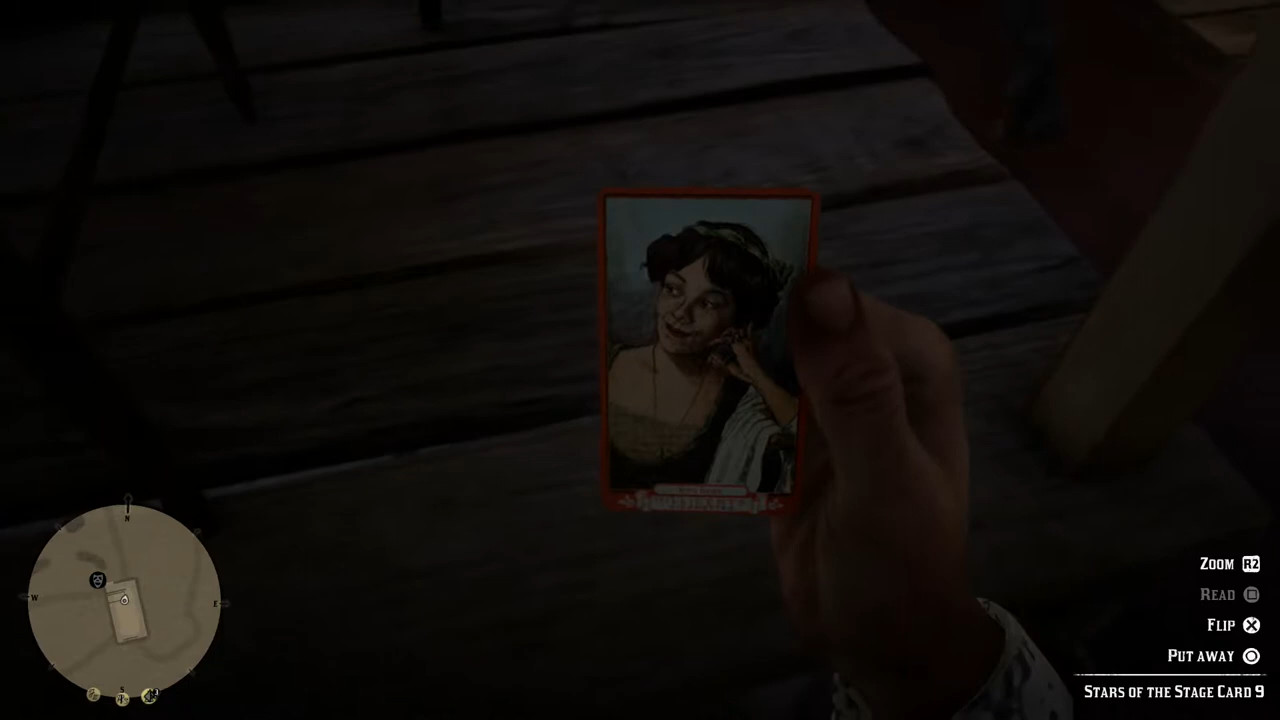 N
W
E
S
ZOOM R2
READ
FLIP
PUT AWAY
STARS OF THE STAGE CARD 9